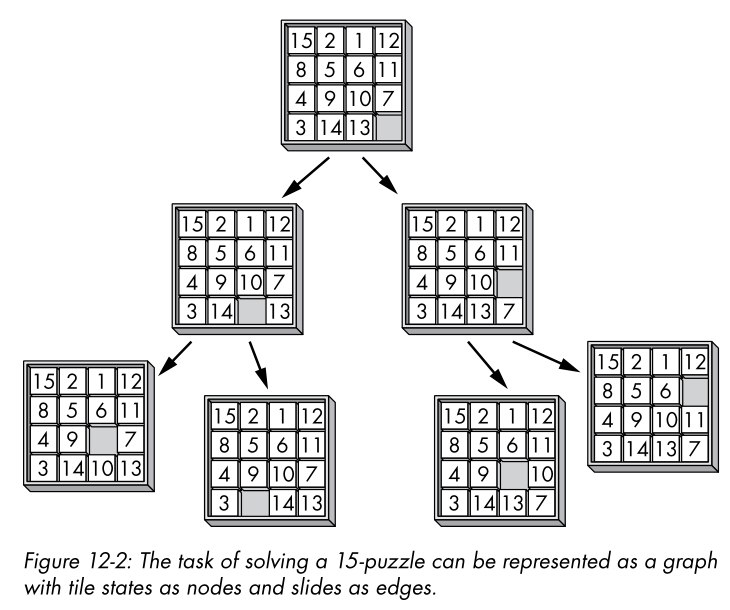 15 2 1 12
8 5 6 11
4 9 10 7
3 14 13
15 2 1 12
8 5 6 11
4 9 10 7
3 14 13
15 2 1 12
8 5 6 11
4 9 10
3 14 13 7
15 2 1 12
8 5 6 11
4 9 7
3 14 10 13
15 2 1 12
8 5 6 11
4 9 10 7
3 14 13
15 2 1 12
8 5 6 11
4 9 10
3 14 13 7
15 2 1 12
8 5 6
4 9 10 11
3 14 13 7
Figure 12-2: The task of solving a 15-puzzle can be represented as a graph
with tile states as nodes and slides as edges.